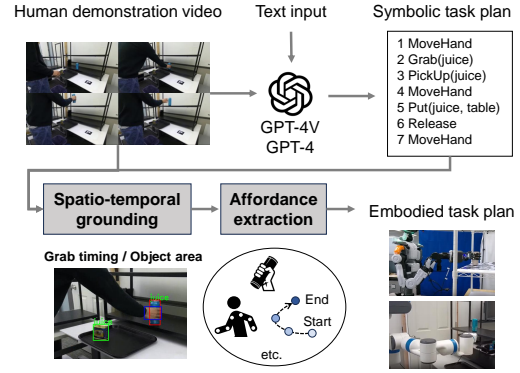 Human demonstration video
Text input
Symbolic task plan
1 MoveHand
2 Grab(juice)
3 PickUp(juice)
4 MoveHand
5 Put(juice, table)
6 Release
7 MoveHand
GPT-4V
GPT-4
Spatio-temporal
grounding
Affordance
extraction
Embodied task plan
Grab timing / Object area
End
Start
etc.